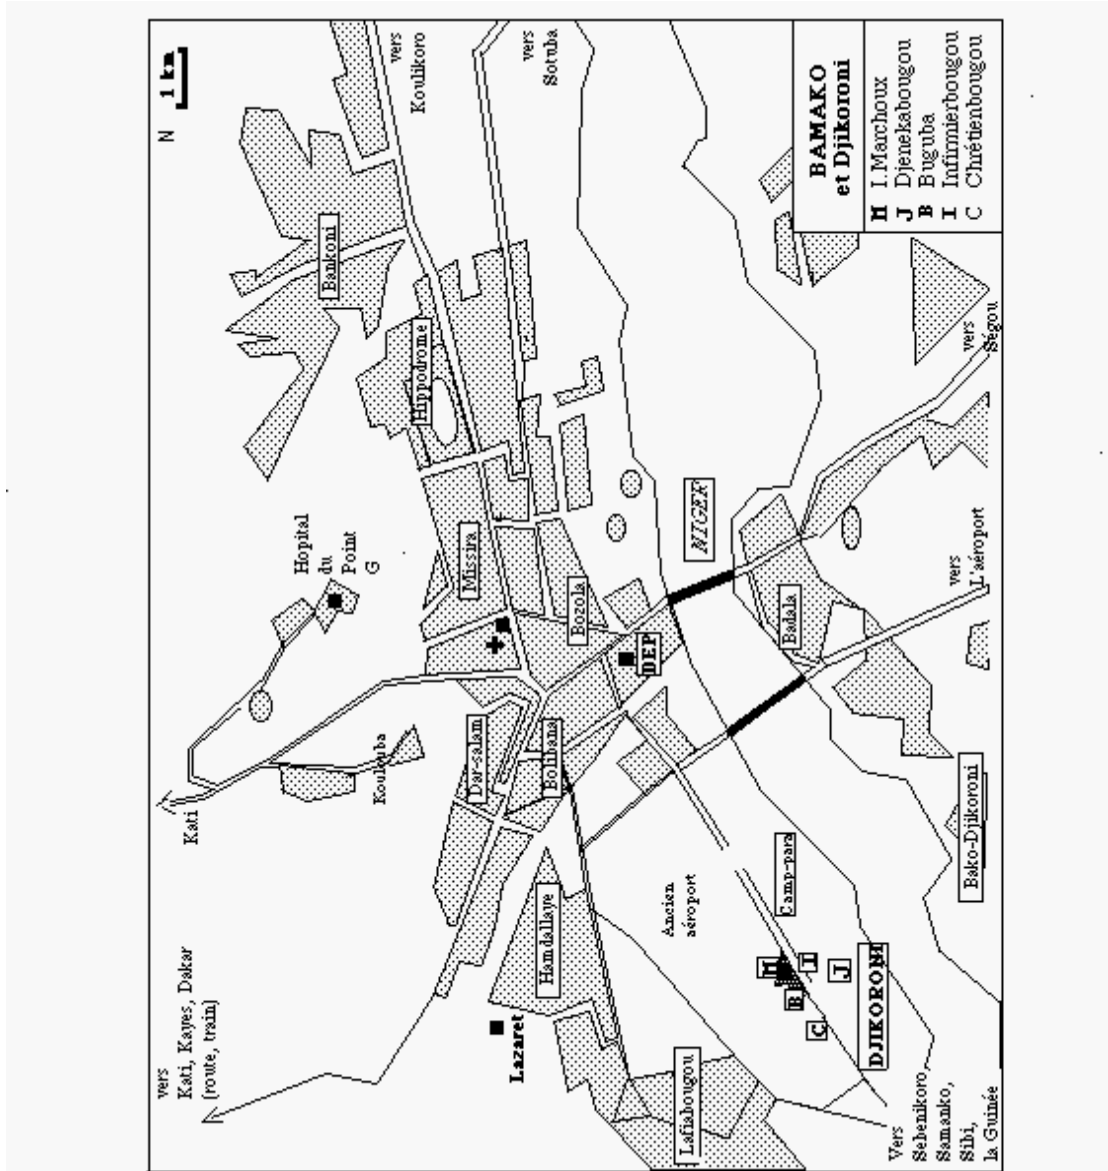 BAMAKO
et Djikoroni
M I.Marchoux
J Djenekabougou
B Buguba
I Infirmierbougou
C Chrétienbougou
1 km
N
vers
Koulikoro
vers
Sotuba
Bankoni
Hippodrome
Hopital
du
Point
G
Missira
Bozola
NIGER
DEP
Badala
vers
Ségou
vers
L'aéroport
Kati
Koulouba
Dar-salam
Bolibana
Hamdallaye
Ancien
aéroport
Camp-para
Bako-Djikoroni
M
I
B
J
C
DJIKORONI
Lazaret
Lafiabougou
vers
Kati, Kayes, Dakar
(route, train)
Vers
Sebenikoro,
Samanko,
Sibi,
la Guinée